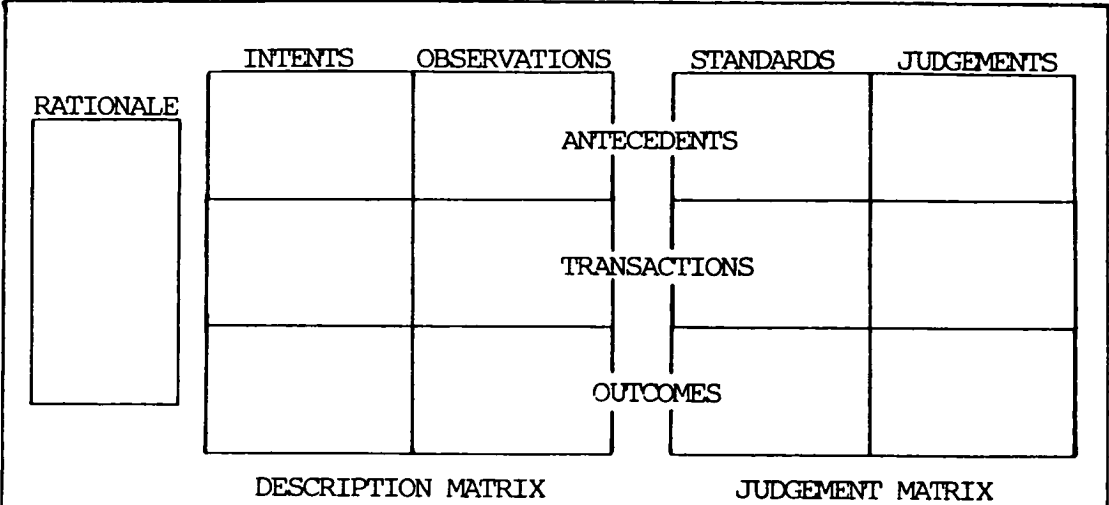 INTENTS OBSERVATIONS STANDARDS JUDGEMENTS
RATIONALE
ANTECEDENTS
TRANSACTIONS
OUTCOMES
DESCRIPTION MATRIX JUDGEMENT MATRIX